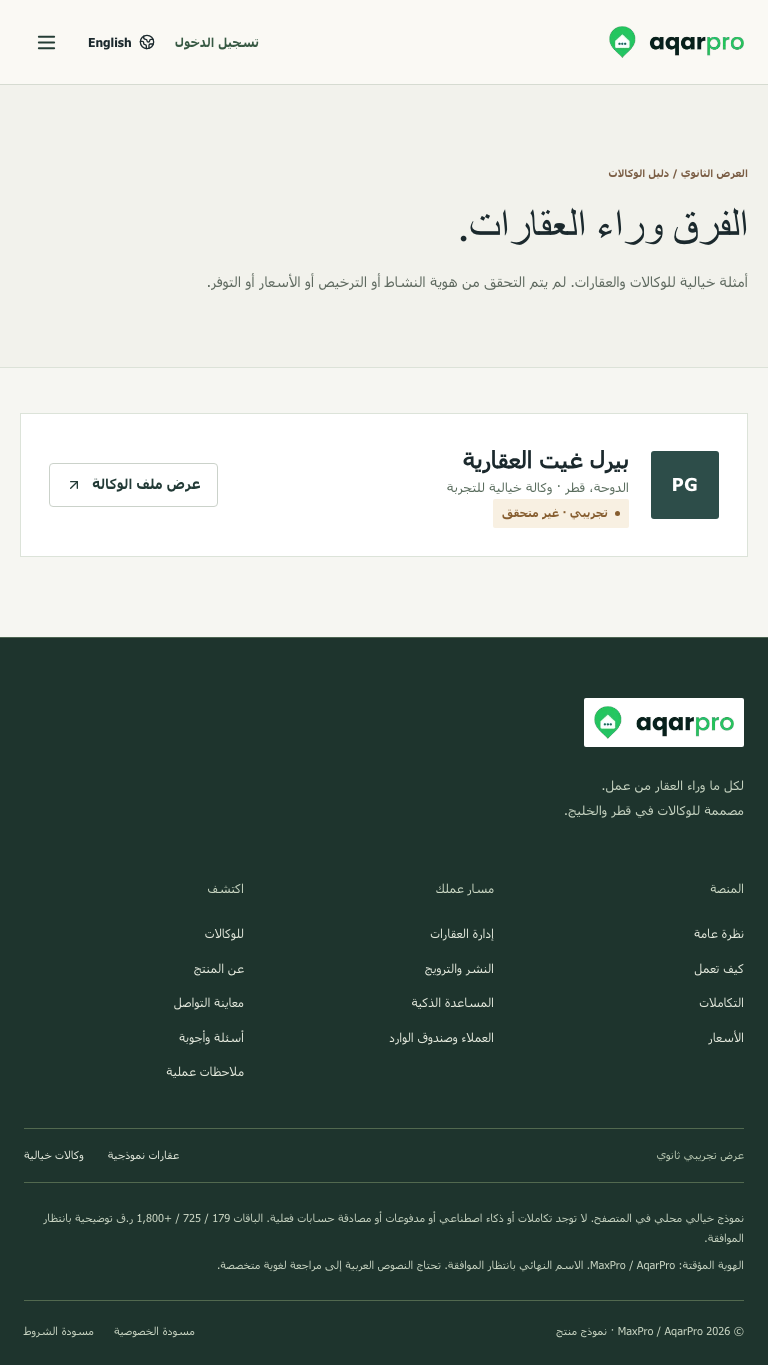 aqarpro
تسجيل الدخول
English
العرض الثانوي / دليل الوكالات
الفرق وراء العقارات.
أمثلة خيالية للوكالات والعقارات. لم يتم التحقق من هوية النشاط أو الترخيص أو الأسعار أو التوفر.
PG
بيرل غيت العقارية
الدوحة، قطر · وكالة خيالية للتجربة
تجريبي · غير متحقق
عرض ملف الوكالة
aqarpro
لكل ما وراء العقار من عمل.
مصممة للوكالات في قطر والخليج.
المنصة
نظرة عامة
كيف تعمل
التكاملات
الأسعار
مسار عملك
إدارة العقارات
النشر والترويج
المساعدة الذكية
العملاء وصندوق الوارد
اكتشف
للوكالات
عن المنتج
معاينة التواصل
أسئلة وأجوبة
ملاحظات عملية
عرض تجريبي ثانوي
عقارات نموذجية
وكالات خيالية
نموذج خيالي محلي في المتصفح. لا توجد تكاملات أو ذكاء اصطناعي أو مدفوعات أو مصادقة حسابات فعلية. الباقات 179 / 725 / +1,800 ر.ق توضيحية بانتظار
الموافقة.
الهوية المؤقتة: MaxPro / AqarPro. الاسم النهائي بانتظار الموافقة. تحتاج النصوص العربية إلى مراجعة لغوية متخصصة.
© 2026 MaxPro / AqarPro · نموذج منتج
مسودة الخصوصية
مسودة الشروط